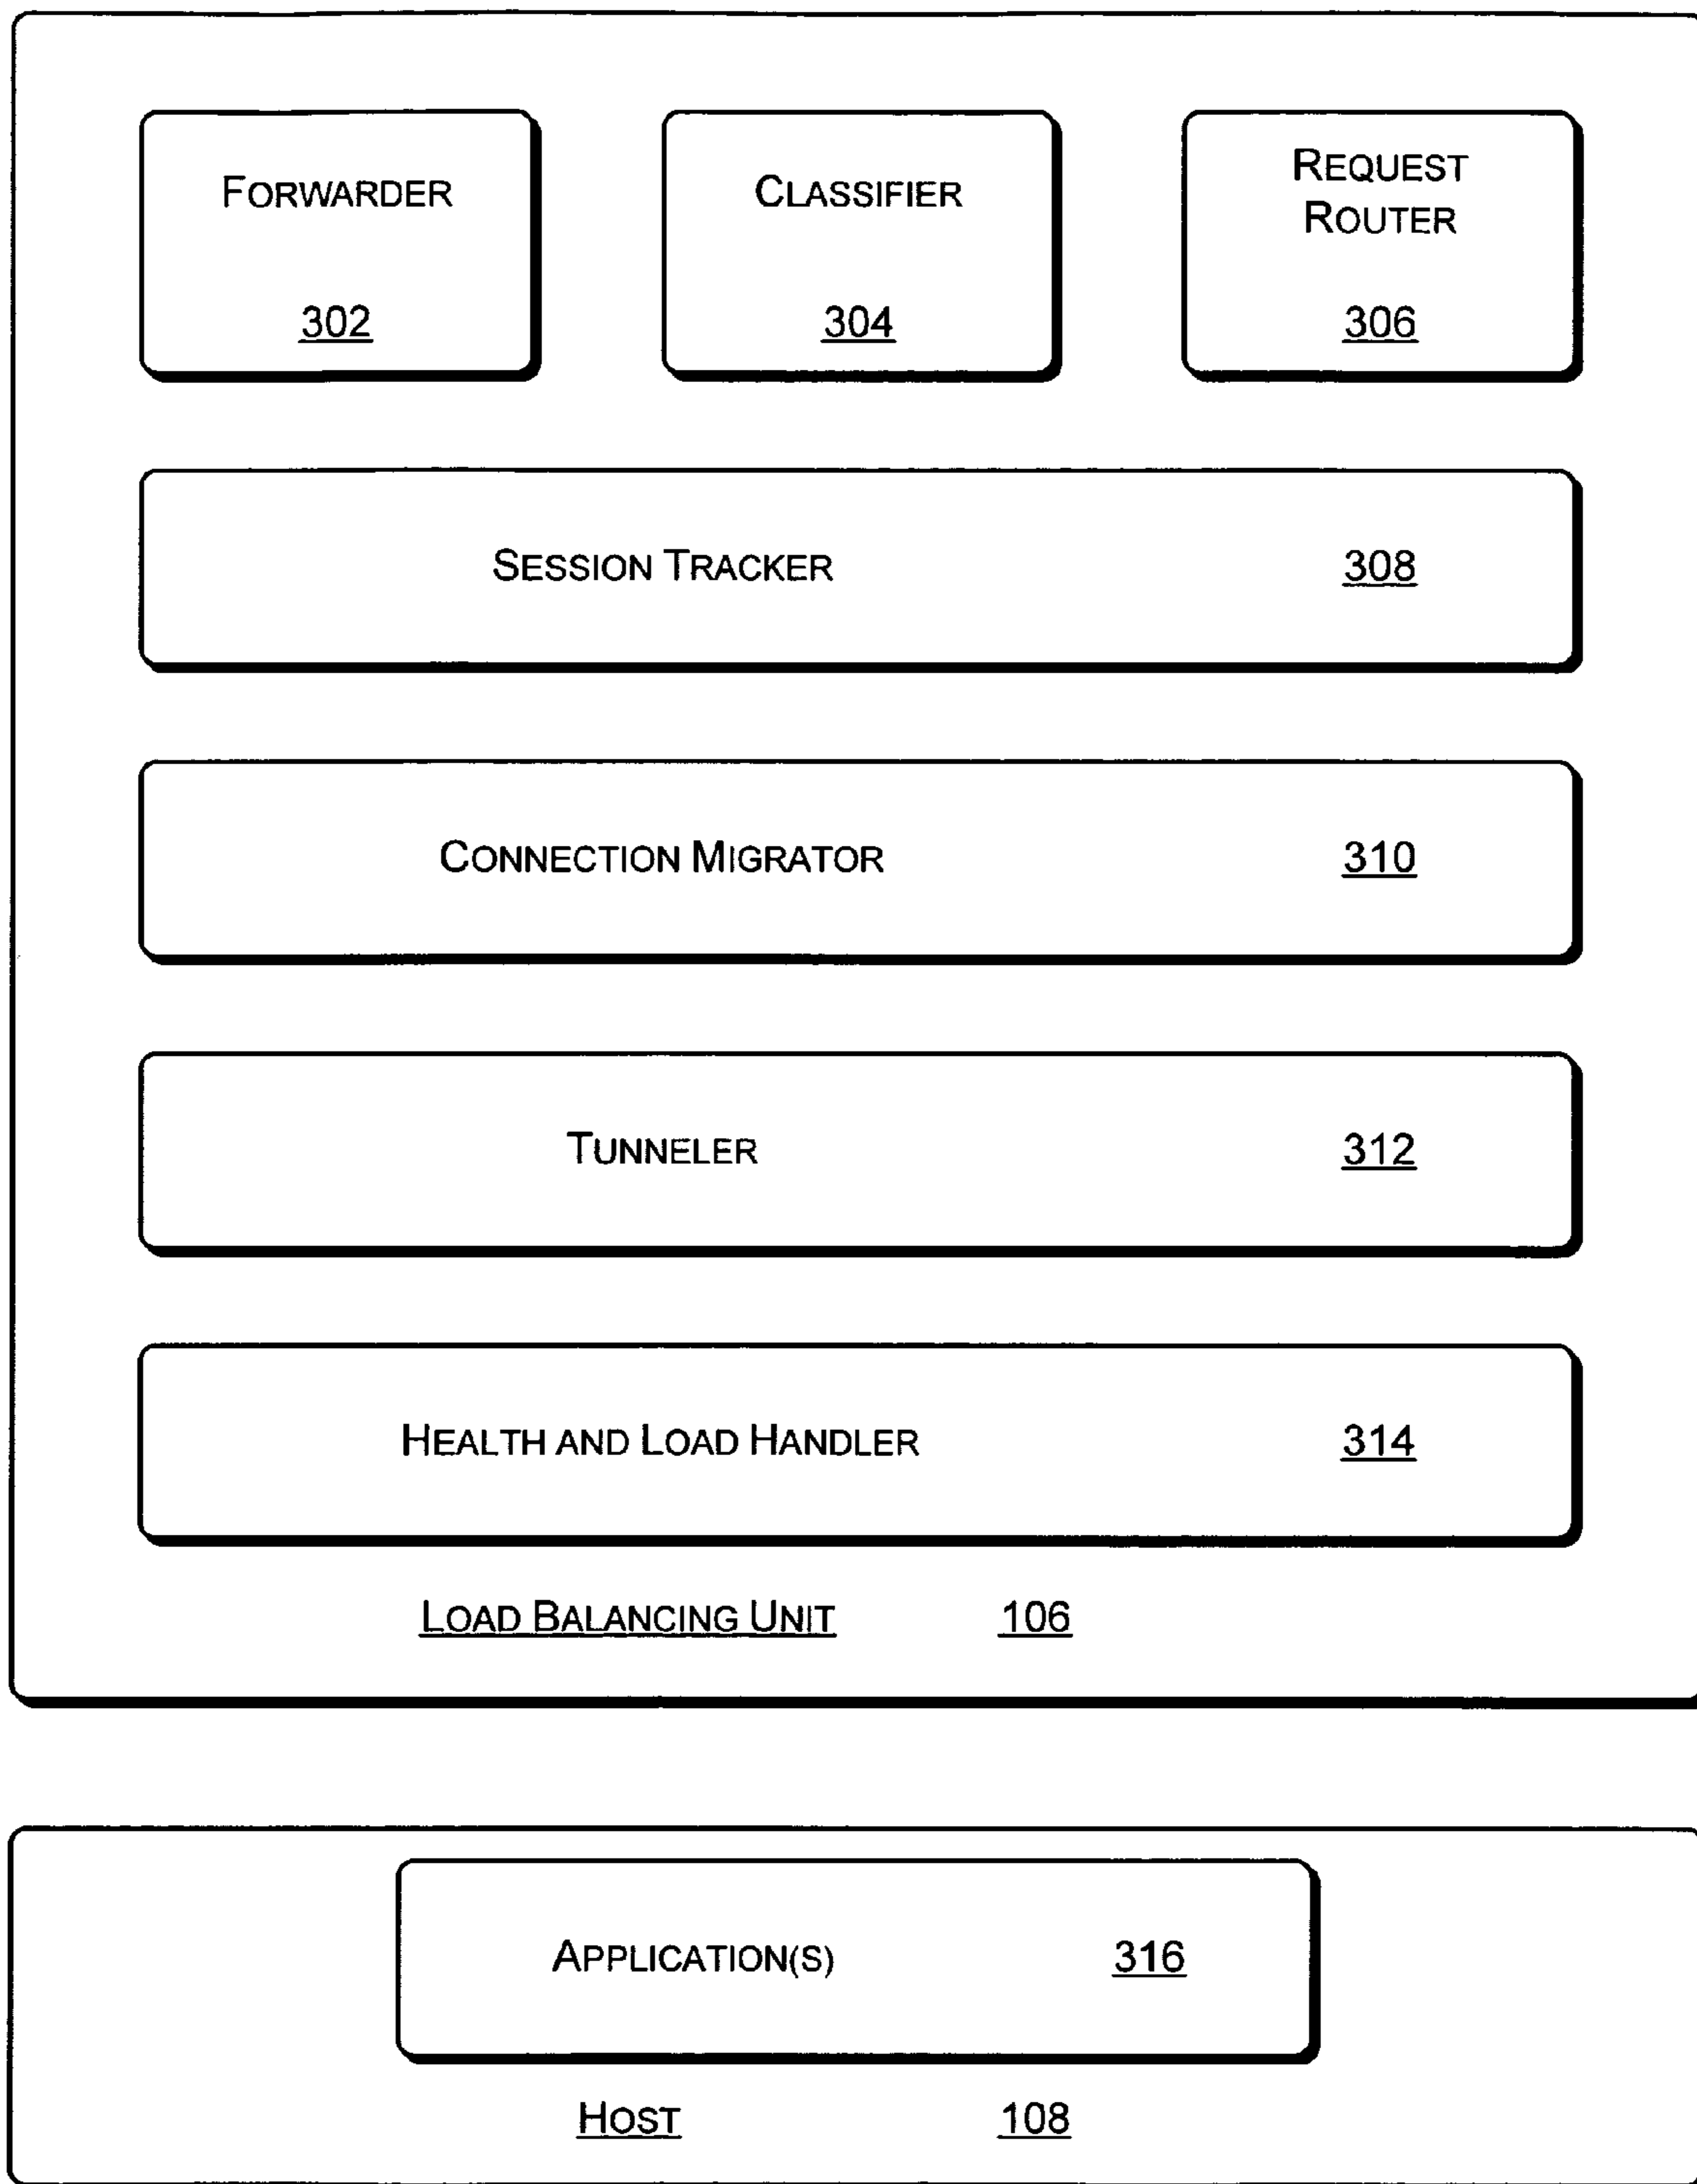 FORWARDER
302
CLASSIFIER
304
REQUEST
ROUTER
306
SESSION TRACKER 308
CONNECTION MIGRATOR 310
TUNNELER 312
HEALTH AND LOAD HANDLER 314
LOAD BALANCING UNIT 106
APPLICATION(S) 316
HOST 108